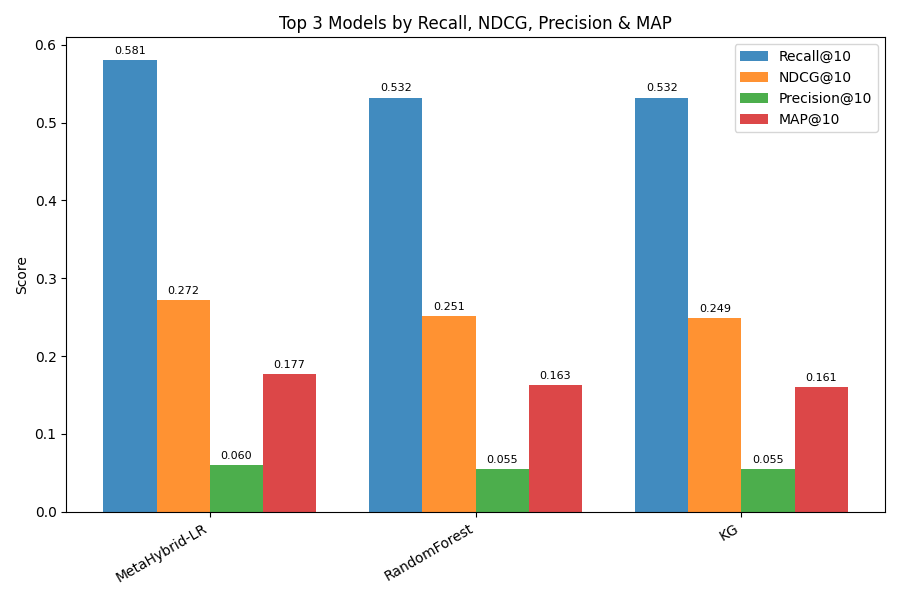 Top 3 Models by Recall, NDCG, Precision & MAP
Score
0.6
0.5
0.4
0.3
0.2
0.1
0.0
0.581
0.272
0.060
0.177
0.532
0.251
0.055
0.163
0.532
0.249
0.055
0.161
Recall@10
NDCG@10
Precision@10
MAP@10
MetaHybrid-LR
RandomForest
KG